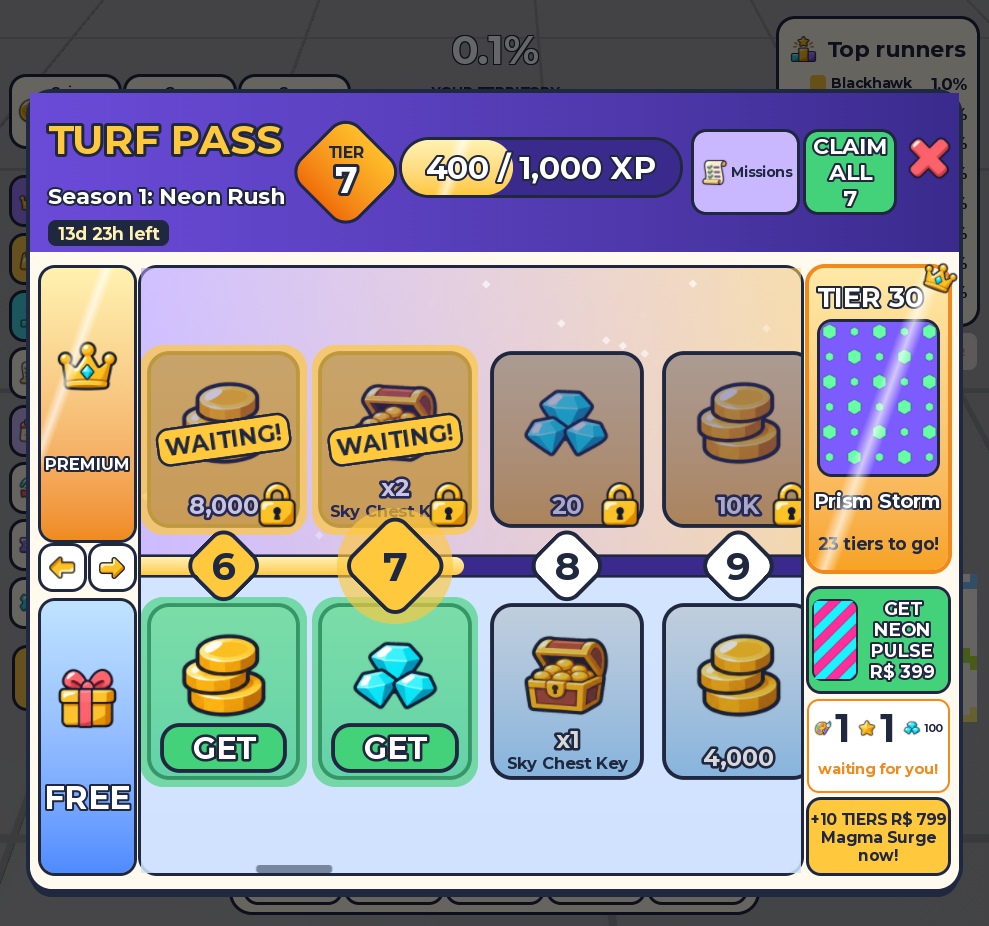 0.1%
Top runners
Blackhawk 1.0%
TURF PASS
Season 1: Neon Rush
13d 23h left
TIER
7
400 / 1,000 XP
Missions
CLAIM
ALL
7
PREMIUM
WAITING!
8,000
WAITING!
x2
Sky Chest
20
10K
6
7
8
9
FREE
GET
GET
x1
Sky Chest Key
4,000
TIER 30
Prism Storm
23 tiers to go!
GET
NEON
PULSE
R$ 399
1 1 100
waiting for you!
+10 TIERS R$ 799
Magma Surge
now!